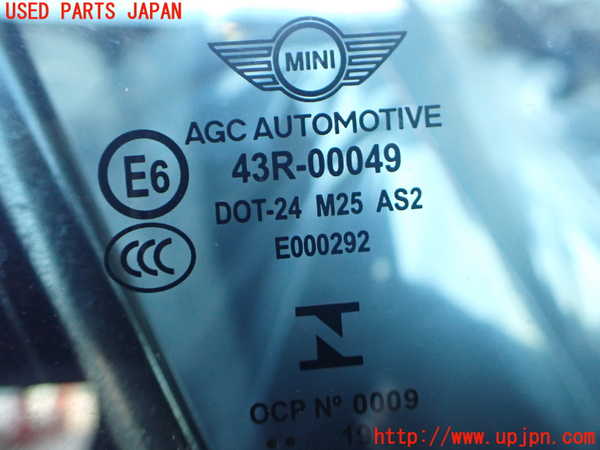 USED PARTS JAPAN
MINI
AGC AUTOMOTIVE
E6
43R-00049
DOT-24 M25 AS2
CCC
E000292
OCP Nº 0009
http://www.upjpn.com/